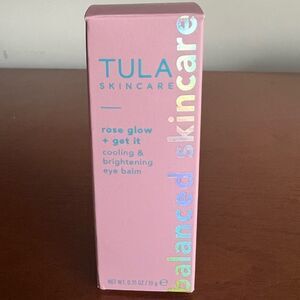 TULA
SKINCARE
rose glow
+ get it
cooling &
brightening
eye balm
NET WT. 0.35 OZ / 10 g ℮
balanced skincare